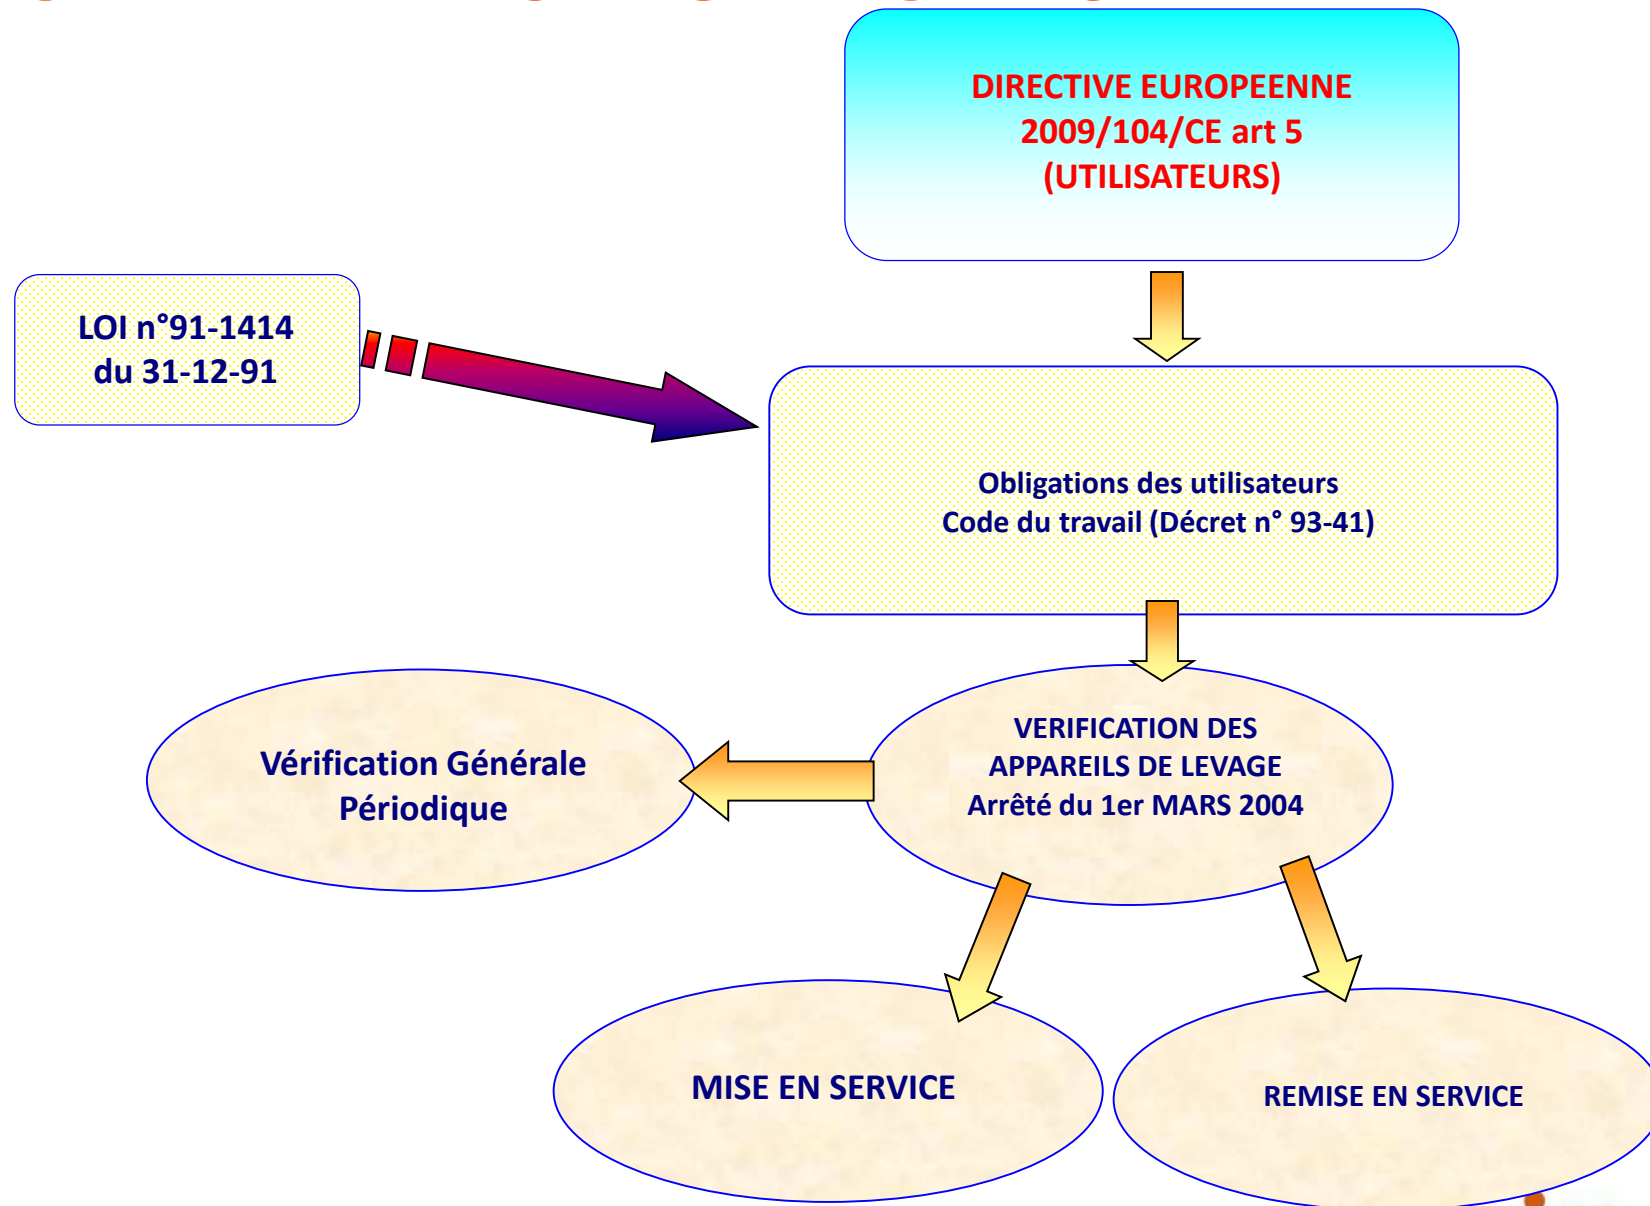 DIRECTIVE EUROPEENNE
2009/104/CE art 5
(UTILISATEURS)
LOI n°91-1414
du 31-12-91
Obligations des utilisateurs
Code du travail (Décret n° 93-41)
VERIFICATION DES
APPAREILS DE LEVAGE
Arrêté du 1er MARS 2004
Vérification Générale
Périodique
MISE EN SERVICE
REMISE EN SERVICE